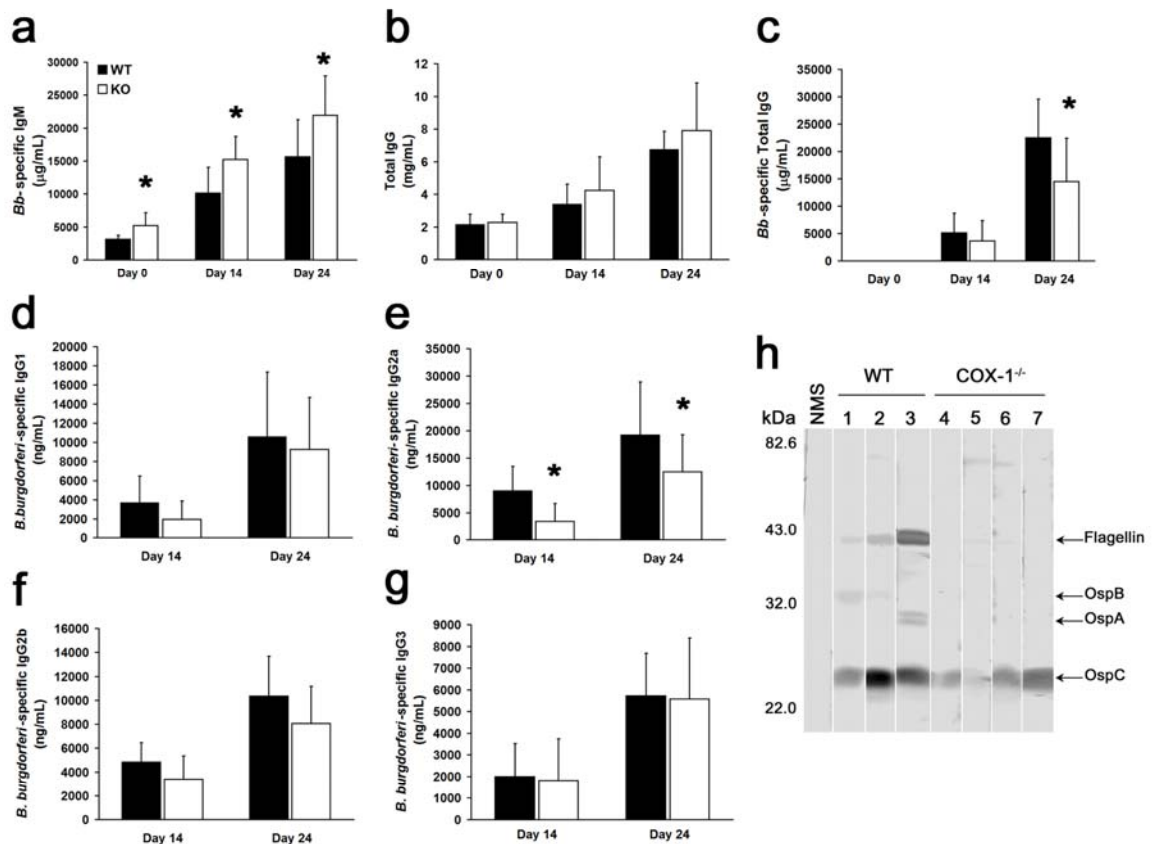 a
Bb- specific IgM
(µg/mL)
30000
25000
20000
15000
10000
5000
0
WT
KO
*
*
*
Day 0 Day 14 Day 24
b
Total IgG
(mg/mL)
12
10
8
6
4
2
0
Day 0 Day 14 Day 24
c
Bb -specific Total IgG
(µg/mL)
35000
30000
25000
20000
15000
10000
5000
0
*
Day 0 Day 14 Day 24
d
B.burgdorferi-specific IgG1
(ng/mL)
20000
18000
16000
14000
12000
10000
8000
6000
4000
2000
0
Day 14 Day 24
e
B. burgdorferi-specific IgG2a
(ng/mL)
35000
30000
25000
20000
15000
10000
5000
0
*
*
Day 14 Day 24
f
B. burgdorferi-specific IgG2b
(ng/mL)
16000
14000
12000
10000
8000
6000
4000
2000
0
Day 14 Day 24
g
B. burgdorferi-specific IgG3
(ng/mL)
9000
8000
7000
6000
5000
4000
3000
2000
1000
0
Day 14 Day 24
h
WT COX-1-/-
kDa NMS 1 2 3 4 5 6 7
82.6
43.0
32.0
22.0
Flagellin
OspB
OspA
OspC